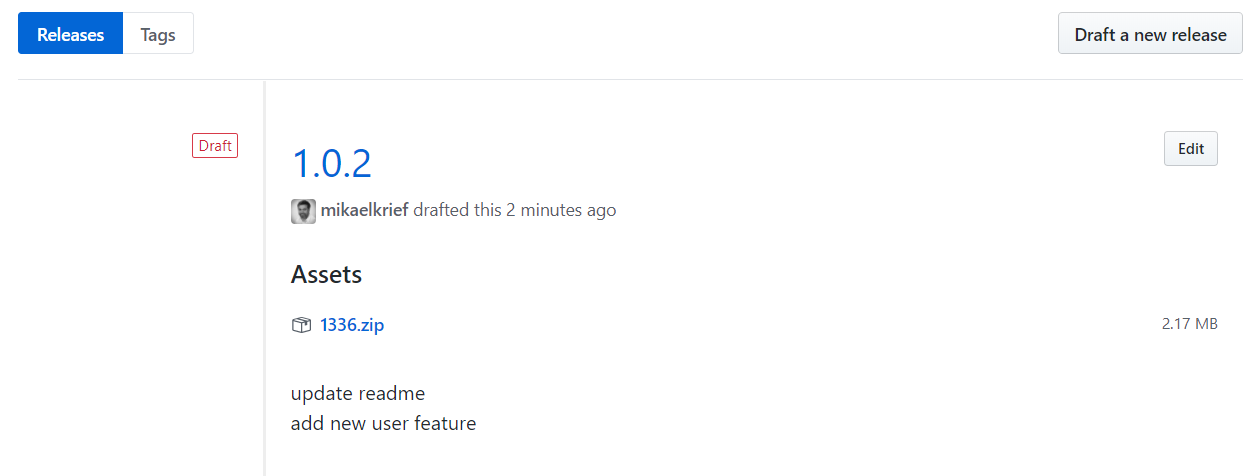 Releases Tags Draft a new release
Draft
1.0.2 Edit
mikaelkrief drafted this 2 minutes ago
Assets
1336.zip 2.17 MB
update readme
add new user feature